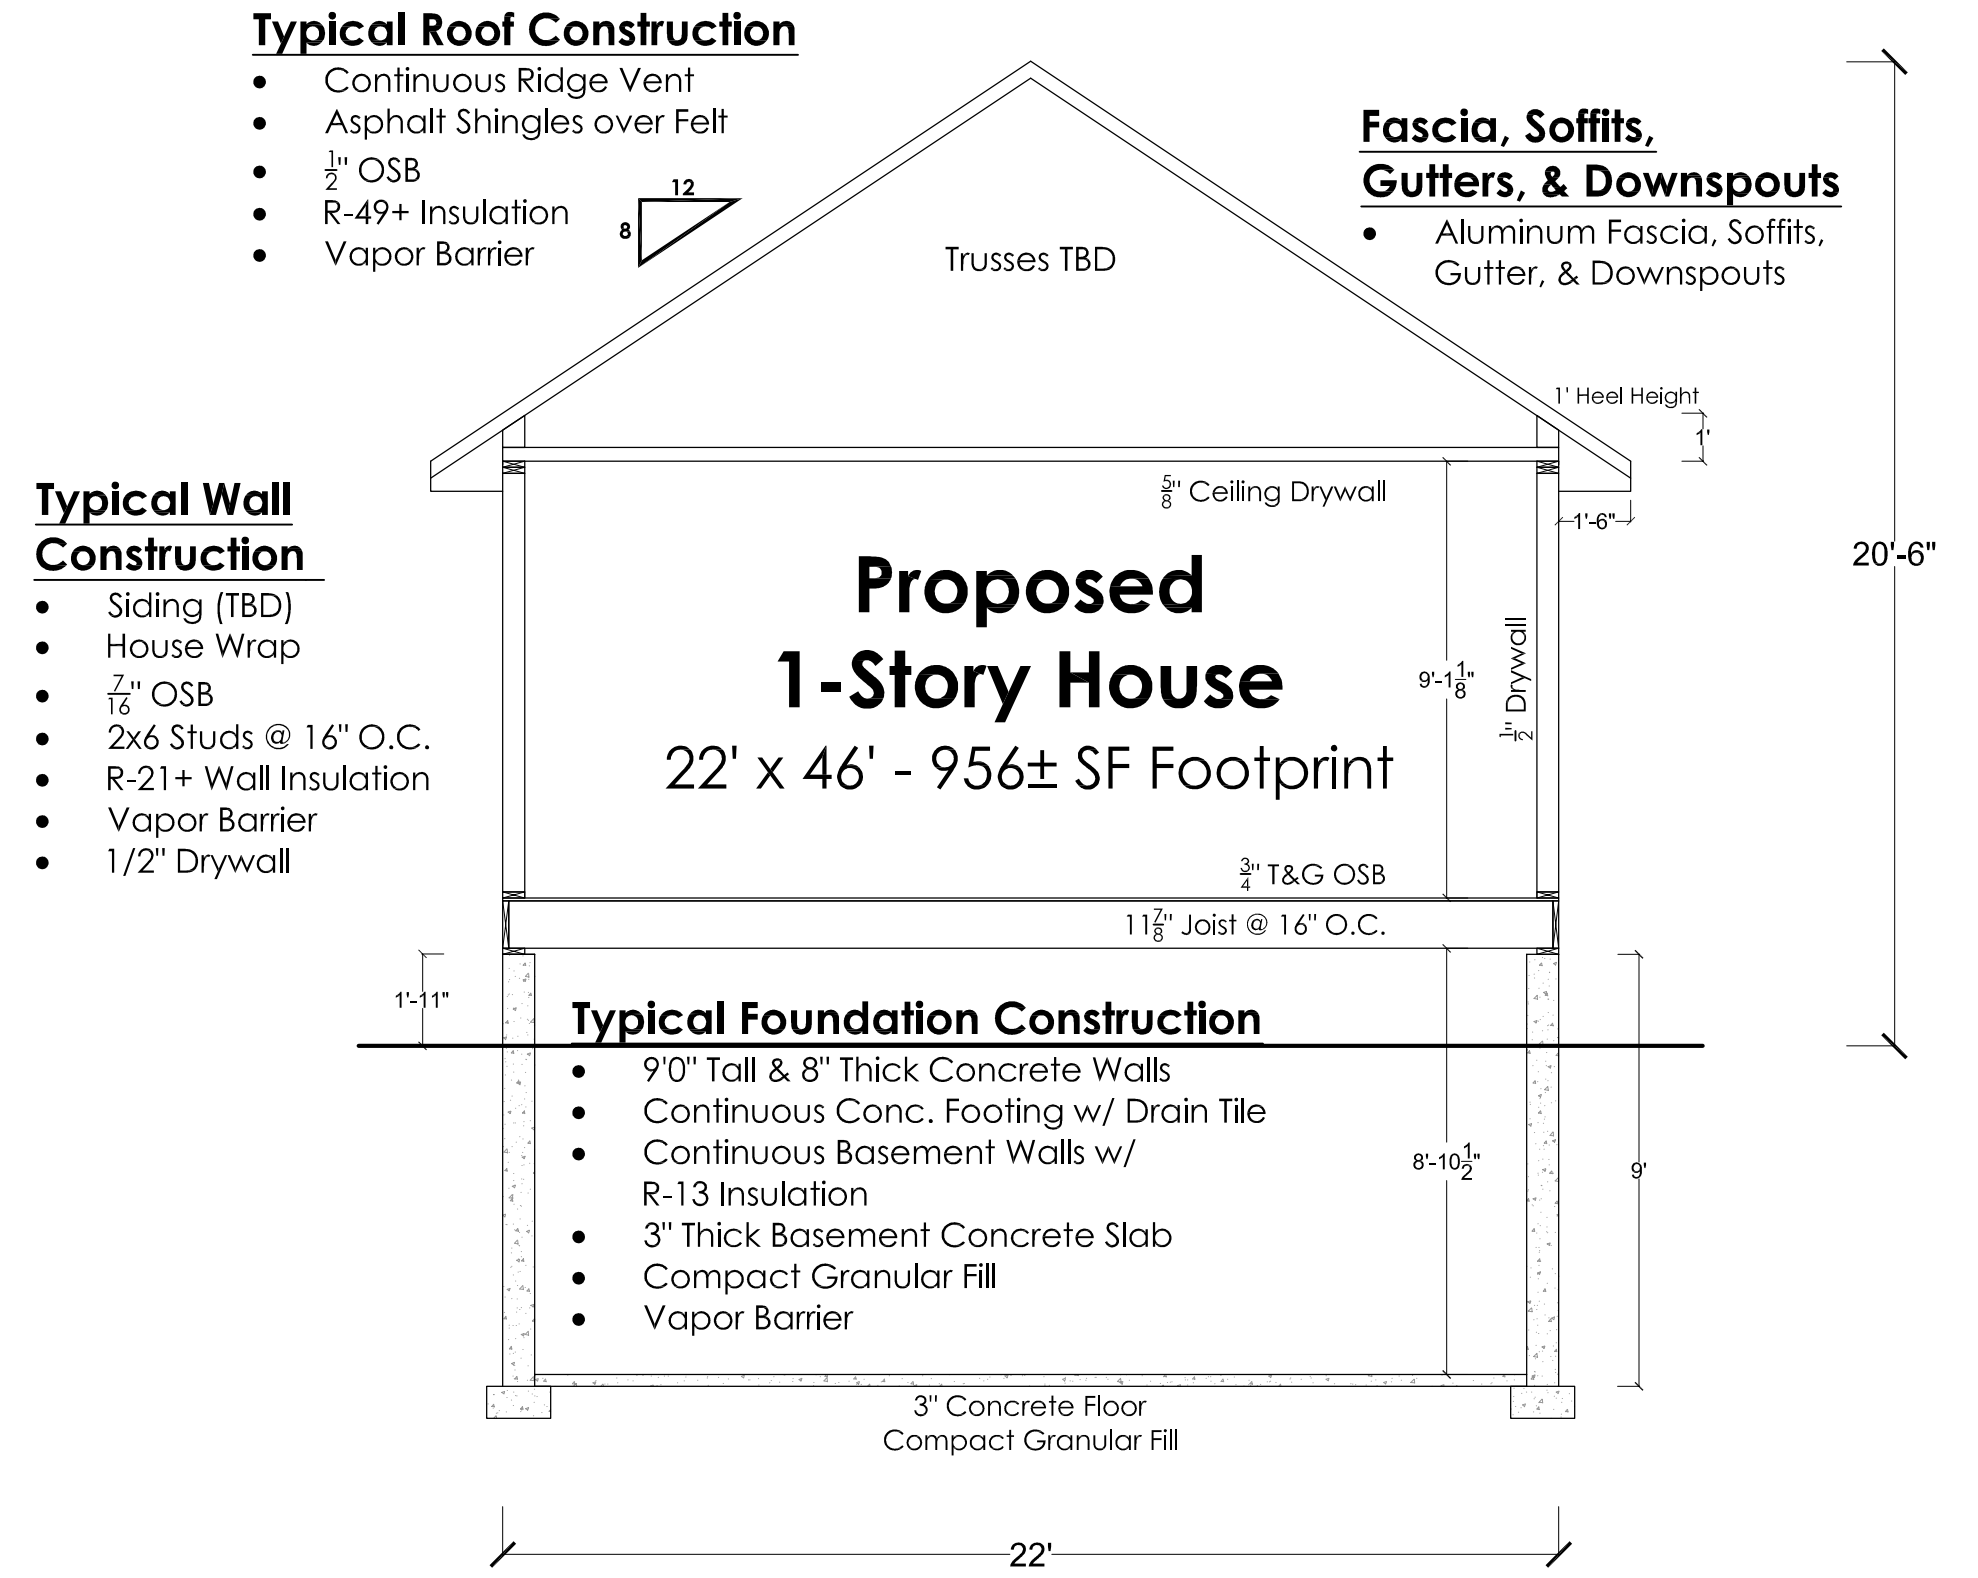 Typical Roof Construction
• Continuous Ridge Vent
• Asphalt Shingles over Felt
• 1/2" OSB
• R-49+ Insulation
• Vapor Barrier
12
8
Trusses TBD
Fascia, Soffits,
Gutters, & Downspouts
• Aluminum Fascia, Soffits,
Gutter, & Downspouts
1' Heel Height
1'
1'-6"
20'-6"
Typical Wall
Construction
• Siding (TBD)
• House Wrap
• 7/16" OSB
• 2x6 Studs @ 16" O.C.
• R-21+ Wall Insulation
• Vapor Barrier
• 1/2" Drywall
5/8" Ceiling Drywall
Proposed
1-Story House
22' x 46' - 956± SF Footprint
9'-1 1/8"
1/2" Drywall
3/4" T&G OSB
11 7/8" Joist @ 16" O.C.
1'-11"
Typical Foundation Construction
• 9'0" Tall & 8" Thick Concrete Walls
• Continuous Conc. Footing w/ Drain Tile
• Continuous Basement Walls w/
R-13 Insulation
• 3" Thick Basement Concrete Slab
• Compact Granular Fill
• Vapor Barrier
8'-10 1/2"
9'
3" Concrete Floor
Compact Granular Fill
22'